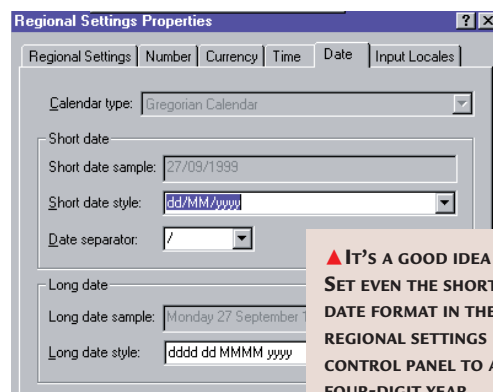 Regional Settings Properties
Regional Settings Number Currency Time Date Input Locales
Calendar type: Gregorian Calendar
Short date
Short date sample: 27/09/1999
Short date style: dd/MM/yyyy
Date separator: /
Long date
Long date sample: Monday 27 September
Long date style: dddd dd MMMM yyyy
▲ IT'S A GOOD IDEA
SET EVEN THE SHORT
DATE FORMAT IN THE
REGIONAL SETTINGS
CONTROL PANEL TO A
FOUR-DIGIT YEAR